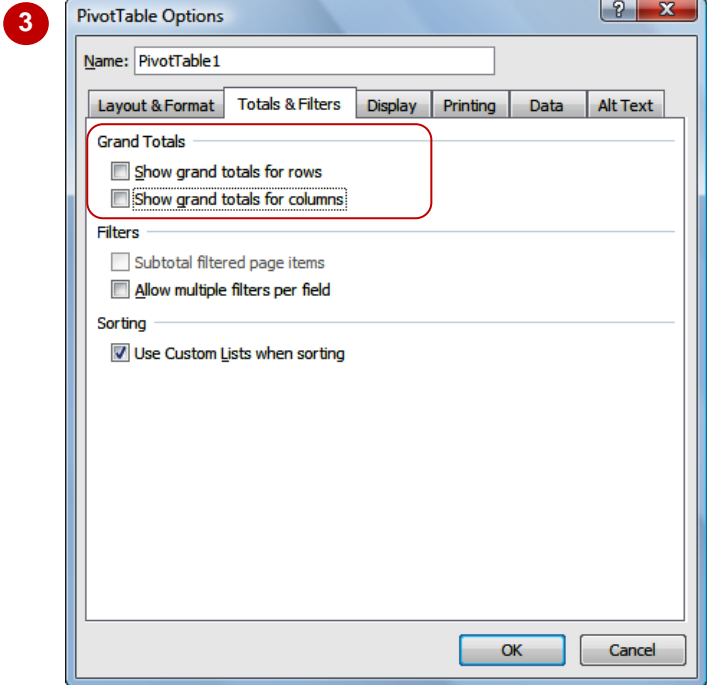 3
PivotTable Options
Name: PivotTable1
Layout & Format Totals & Filters Display Printing Data Alt Text
Grand Totals
Show grand totals for rows
Show grand totals for columns
Filters
Subtotal filtered page items
Allow multiple filters per field
Sorting
Use Custom Lists when sorting
OK Cancel